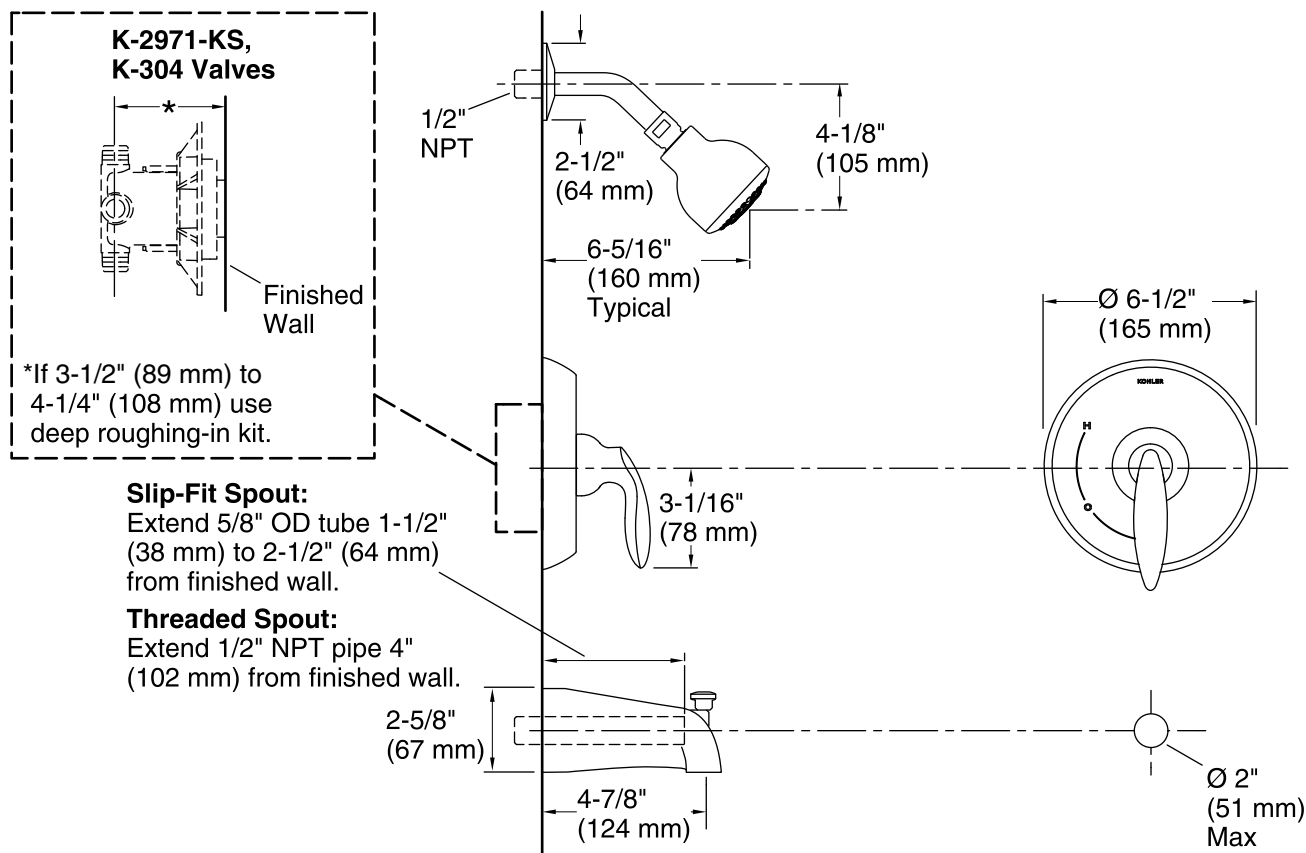 K-2971-KS,
K-304 Valves
*
Finished
Wall
*If 3-1/2" (89 mm) to
4-1/4" (108 mm) use
deep roughing-in kit.
1/2"
NPT
2-1/2"
(64 mm)
4-1/8"
(105 mm)
6-5/16"
(160 mm)
Typical
Ø 6-1/2"
(165 mm)
KOHLER
H
C
3-1/16"
(78 mm)
Slip-Fit Spout:
Extend 5/8" OD tube 1-1/2"
(38 mm) to 2-1/2" (64 mm)
from finished wall.
Threaded Spout:
Extend 1/2" NPT pipe 4"
(102 mm) from finished wall.
2-5/8"
(67 mm)
4-7/8"
(124 mm)
Ø 2"
(51 mm)
Max